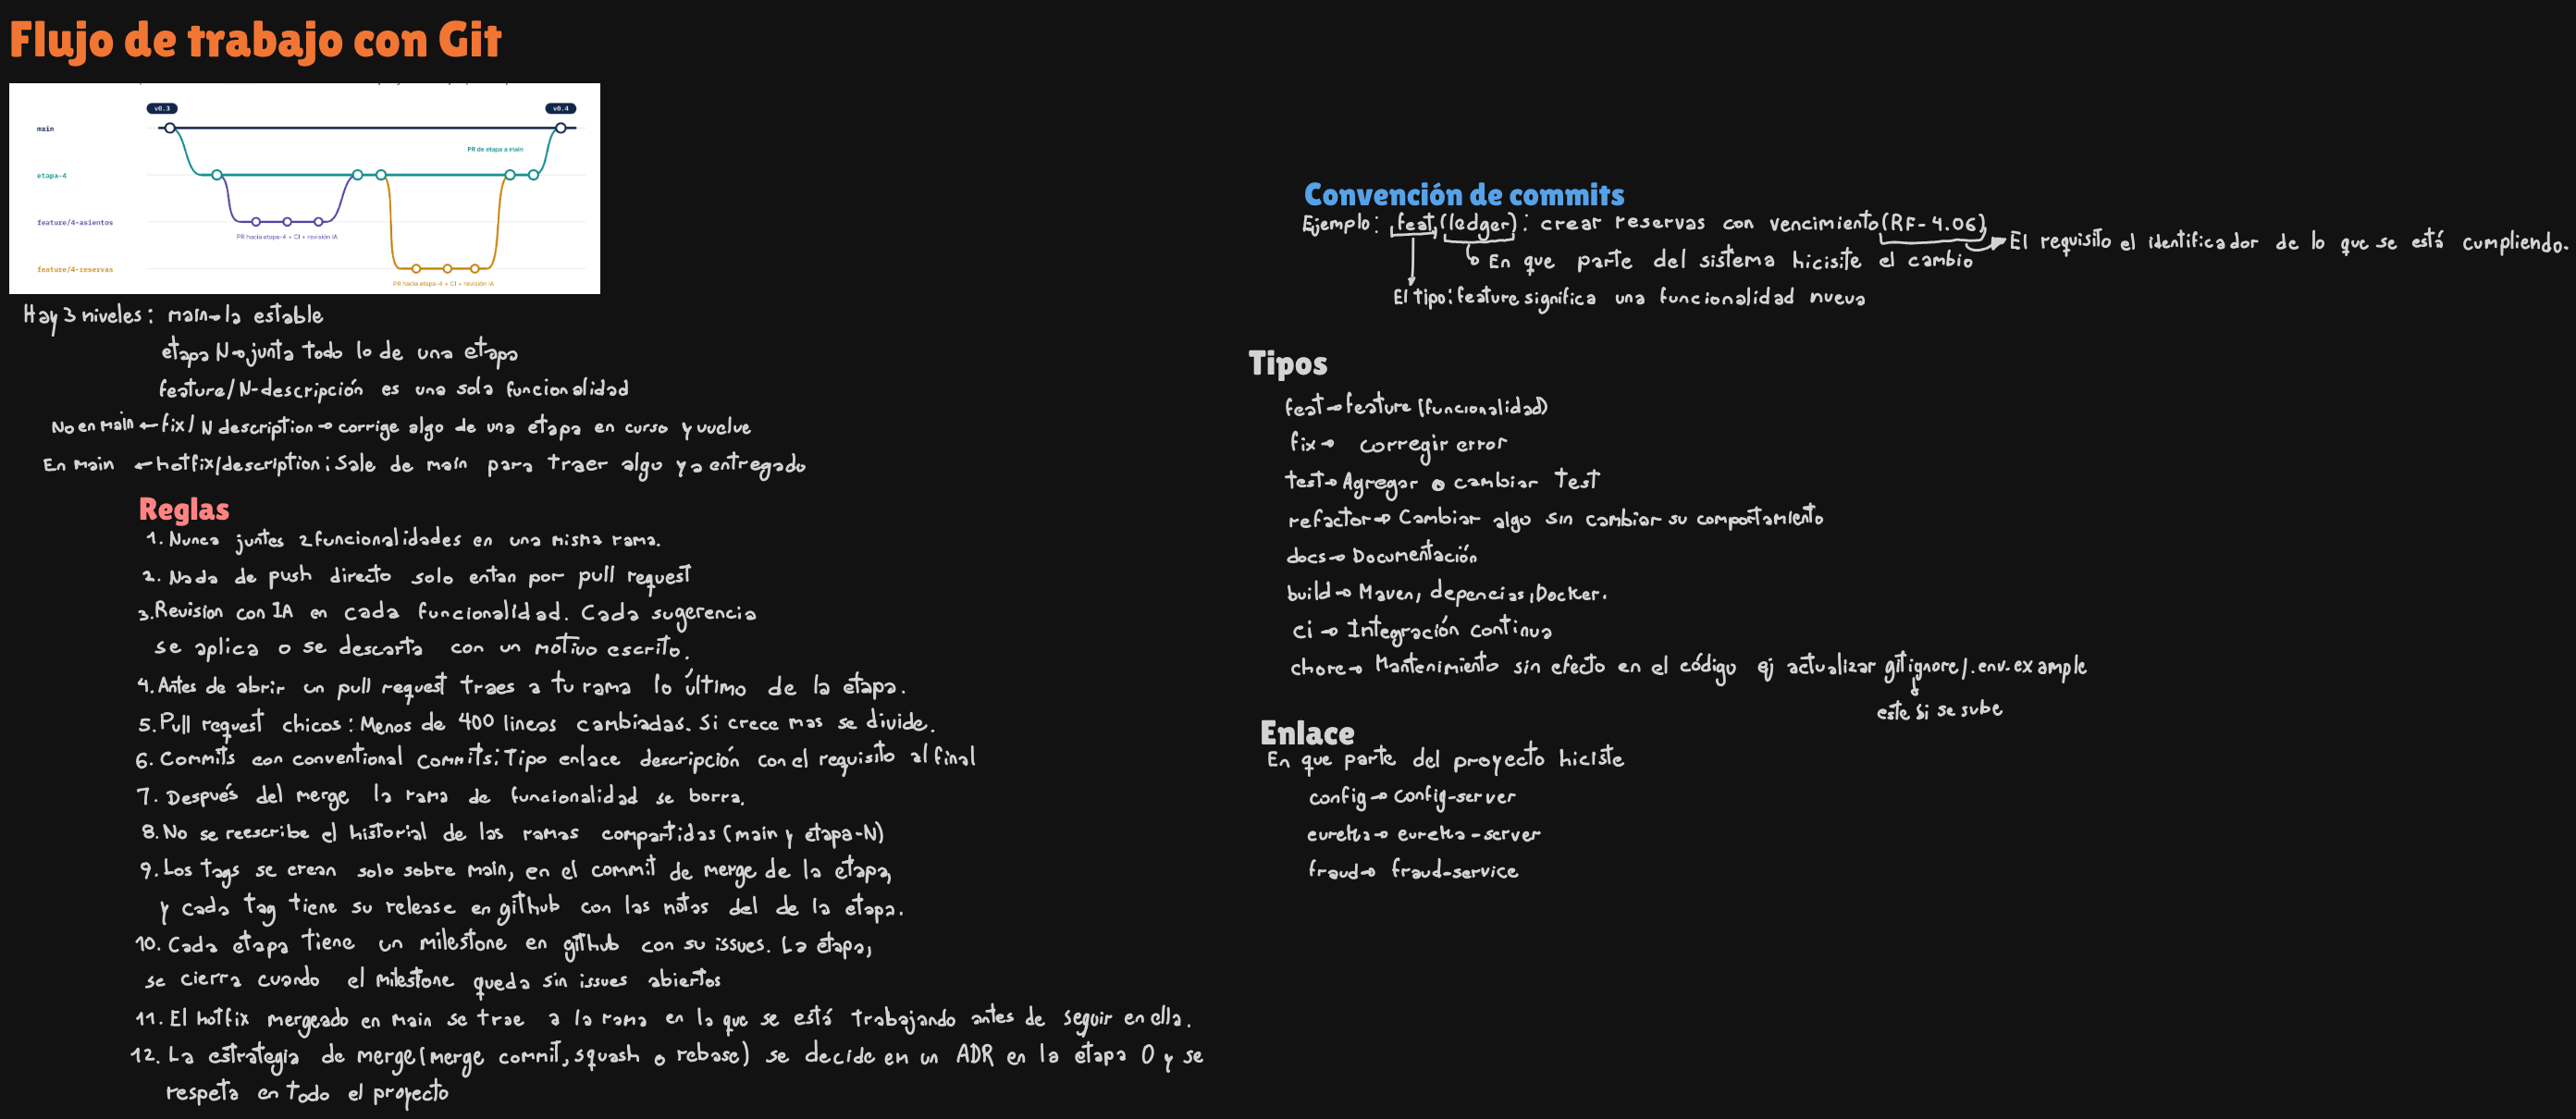 Flujo de trabajo con Git
v0.3
v0.4
main
PR de etapa a main
etapa-4
feature/4-asientos
PR hacia etapa-4 + CI + revisión IA
feature/4-reservas
PR hacia etapa-4 + CI + revisión IA
Hay 3 niveles: main→la estable
etapa N→junta todo lo de una etapa
feature/N-descripción es una sola funcionalidad
No en main ←fix/N description→corrige algo de una etapa en curso y vuelve
En main ←hotfix/description: Sale de main para traer algo ya entregado
Reglas
1. Nunca juntes 2 funcionalidades en una misma rama.
2. Nada de push directo solo entan por pull request
3. Revision con IA en cada funcionalidad. Cada sugerencia
se aplica o se descarta con un motivo escrito.
4. Antes de abrir un pull request traes a tu rama lo último de la etapa.
5. Pull request chicos: Menos de 400 lineas cambiadas. Si crece mas se divide.
6. Commits con conventional commits: Tipo enlace descripción con el requisito al final
7. Después del merge la rama de funcionalidad se borra.
8. No se reescribe el historial de las ramas compartidas (main y etapa-N)
9. Los tags se crean solo sobre main, en el commit de merge de la etapa,
y cada tag tiene su release en github con las notas del de la etapa.
10. Cada etapa tiene un milestone en github con su issues. La etapa,
se cierra cuando el milestone queda sin issues abiertos
11. El hotfix mergeado en main se trae a la rama en la que se está trabajando antes de seguir en ella.
12. La estrategia de merge (merge commit, squash o rebase) se decide em un ADR en la etapa 0 y se
respeta en todo el proyecto
Convención de commits
Ejemplo: feat (ledger): crear reservas con vencimiento (RF-4.06)
El requisito el identificador de lo que se está cumpliendo.
En que parte del sistema hicisite el cambio
El tipo: feature significa una funcionalidad nueva
Tipos
feat→feature (funcionalidad)
fix→ corregir error
test→Agregar o cambiar test
refactor→ Cambiar algo sin cambiar su comportamiento
docs→ Documentación
build→ Maven, depencias, Docker.
ci→ Integración continua
chore→ Mantenimiento sin efecto en el código ej actualizar gitignore/.env.example
este si se sube
Enlace
En que parte del proyecto hiciste
config→ config-server
eureka→ eureka-server
fraud→ fraud-service